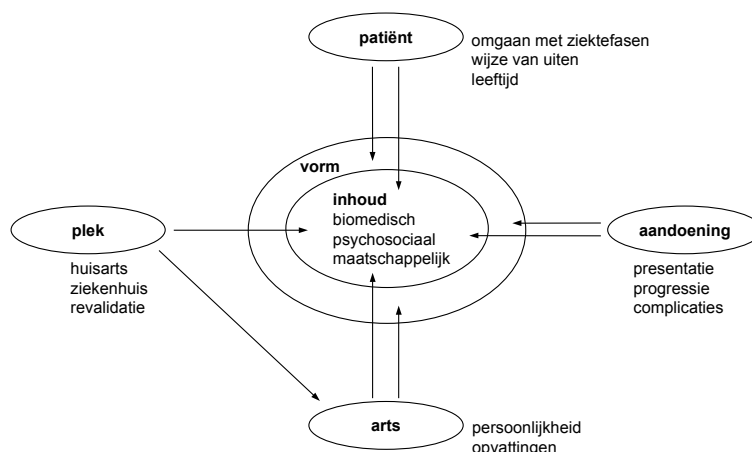 patiënt
omgaan met ziektefasen
wijze van uiten
leeftijd
vorm
inhoud
biomedisch
psychosociaal
maatschappelijk
plek
huisarts
ziekenhuis
revalidatie
aandoening
presentatie
progressie
complicaties
arts
persoonlijkheid
opvattingen